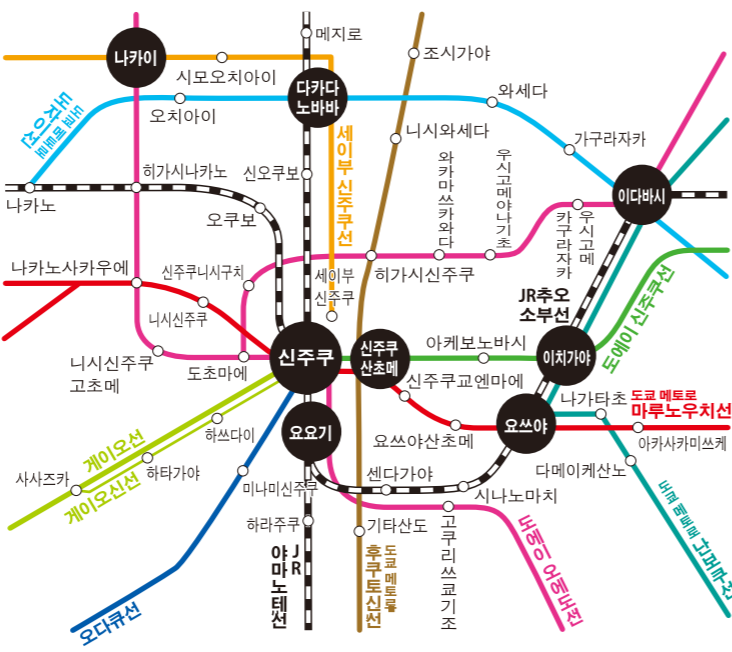 메지로
나카이
조시가야
시모오치아이
다카다
노바바
와세다
도쿄 메트로
도자이선
오치아이
니시와세다
가구라자카
세이부 신주쿠선
와카마쓰카와다
우시고메야나기초
히가시나카노
신오쿠보
이다바시
나카노
오쿠보
우시고메
카구라자카
나카노사카우에
신주쿠니시구치
세이부
신주쿠
히가시신주쿠
JR추오
소부선
도에이 신주쿠선
니시신주쿠
니시신주쿠
고초메
도초마에
신주쿠
신주쿠
산초메
아케보노바시
이치가야
신주쿠교엔마에
나가타초
도쿄 메트로
마루노우치선
게이오선
하쓰다이
요요기
요쓰야산초메
요쓰야
아카사카미쓰케
사사즈카
하타가야
게이오신선
미나미신주쿠
센다가야
시나노마치
다메이케산노
도쿄 메트로
난보쿠선
하라주쿠
기타산도
고쿠리쓰쿄기조
도에이 오에도선
JR
야마노테선
도쿄 메트로
후쿠토신선
오다큐선